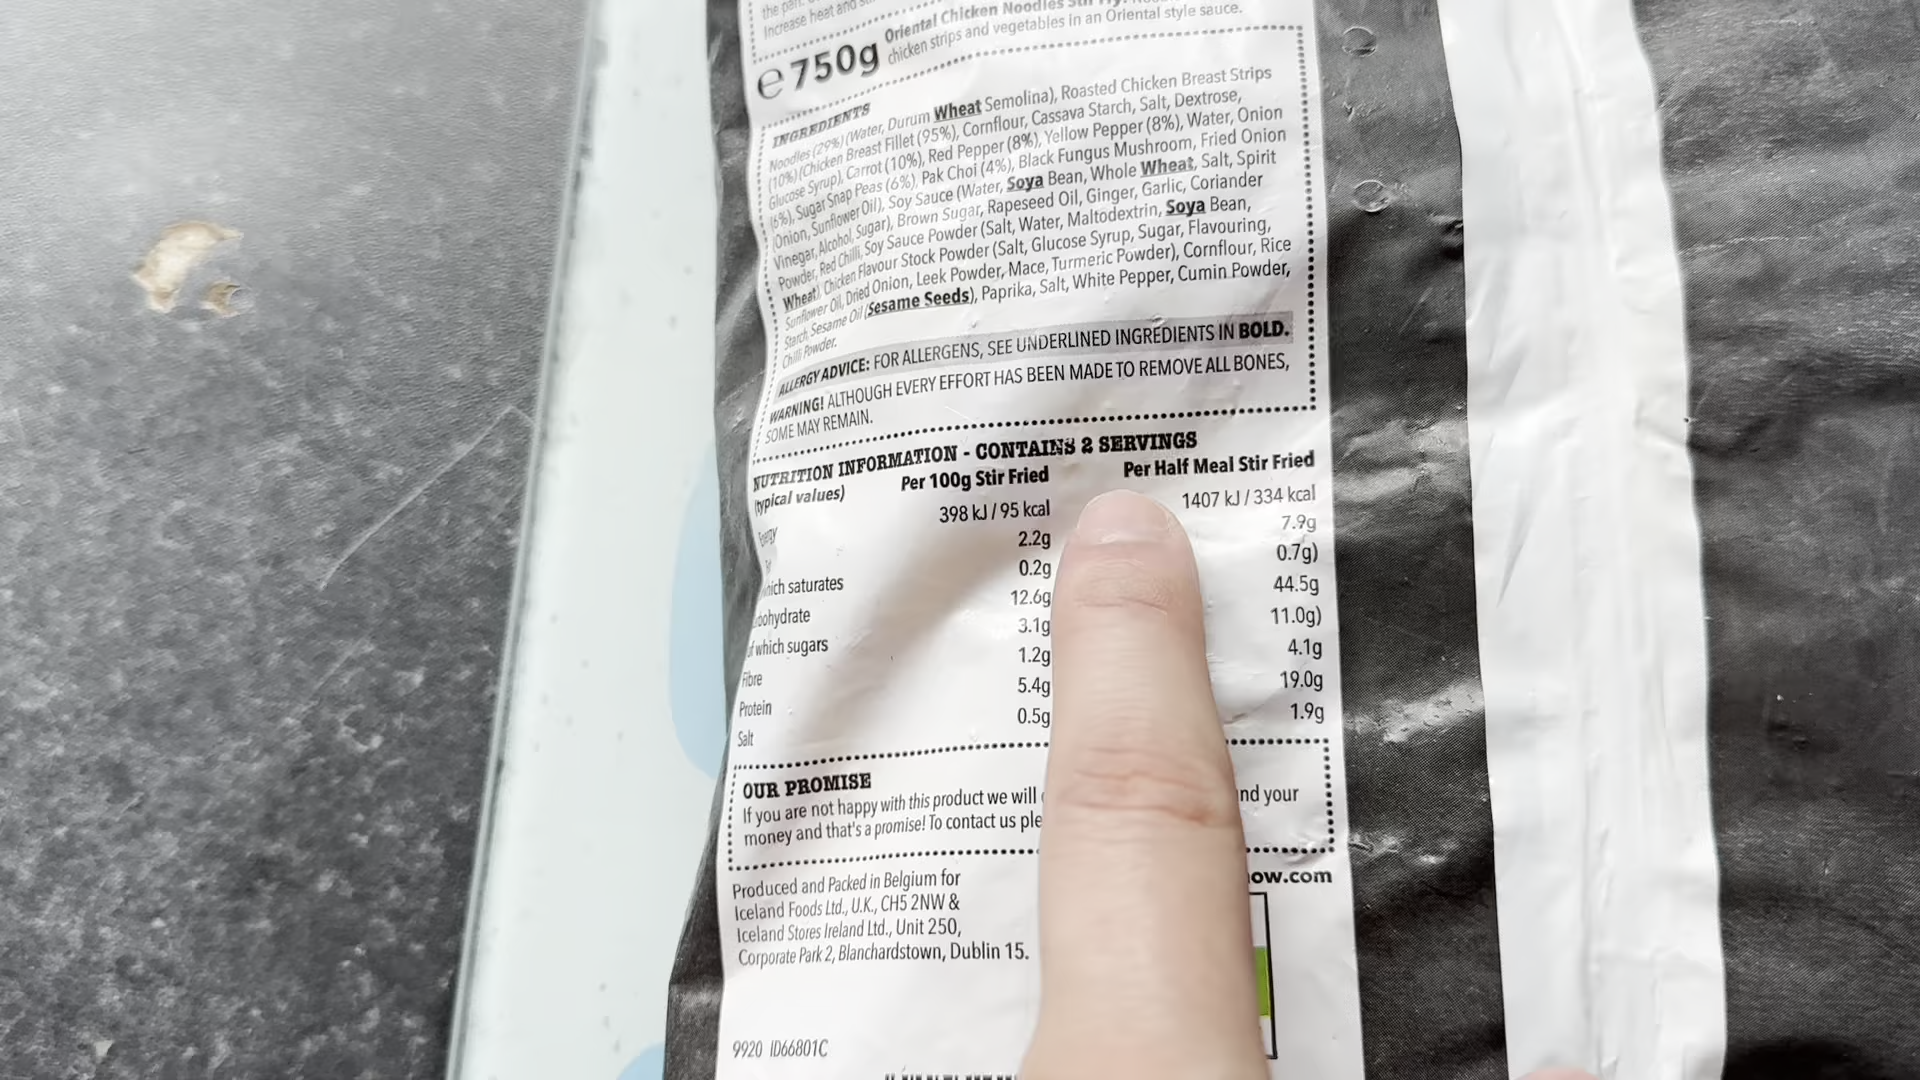 the pan.
Increase heat and
e 750g
Oriental Chicken Noodles Stir Fry:
chicken strips and vegetables in an Oriental style sauce.
INGREDIENTS
Noodles (29%) (Water, Durum Wheat Semolina), Roasted Chicken Breast Strips
(10%) (Chicken Breast Fillet (95%), Cornflour, Cassava Starch, Salt, Dextrose,
Glucose Syrup), Carrot (10%), Red Pepper (8%), Yellow Pepper (8%), Water, Onion
(6%), Sugar Snap Peas (6%), Pak Choi (4%), Black Fungus Mushroom, Fried Onion
(Onion, Sunflower Oil), Soy Sauce (Water, Soya Bean, Whole Wheat, Salt, Spirit
Vinegar, Alcohol, Sugar), Brown Sugar, Rapeseed Oil, Ginger, Garlic, Coriander
Powder, Red Chilli, Soy Sauce Powder (Salt, Water, Maltodextrin, Soya Bean,
Wheat), Chicken Flavour Stock Powder (Salt, Glucose Syrup, Sugar, Flavouring,
Sunflower Oil, Dried Onion, Leek Powder, Mace, Turmeric Powder), Cornflour, Rice
Starch, Sesame Oil (Sesame Seeds), Paprika, Salt, White Pepper, Cumin Powder,
Chilli Powder.
ALLERGY ADVICE: FOR ALLERGENS, SEE UNDERLINED INGREDIENTS IN BOLD.
WARNING! ALTHOUGH EVERY EFFORT HAS BEEN MADE TO REMOVE ALL BONES,
SOME MAY REMAIN.
NUTRITION INFORMATION - CONTAINS 2 SERVINGS
(typical values) Per 100g Stir Fried Per Half Meal Stir Fried
Energy 398 kJ / 95 kcal 1407 kJ / 334 kcal
2.2g 7.9g
which saturates 0.2g 0.7g)
bohydrate 12.6g 44.5g
of which sugars 3.1g 11.0g)
Fibre 1.2g 4.1g
Protein 5.4g 19.0g
Salt 0.5g 1.9g
OUR PROMISE
If you are not happy with this product we will nd your
money and that's a promise! To contact us ple
ow.com
Produced and Packed in Belgium for
Iceland Foods Ltd., U.K., CH5 2NW &
Iceland Stores Ireland Ltd., Unit 250,
Corporate Park 2, Blanchardstown, Dublin 15.
9920 ID66801C